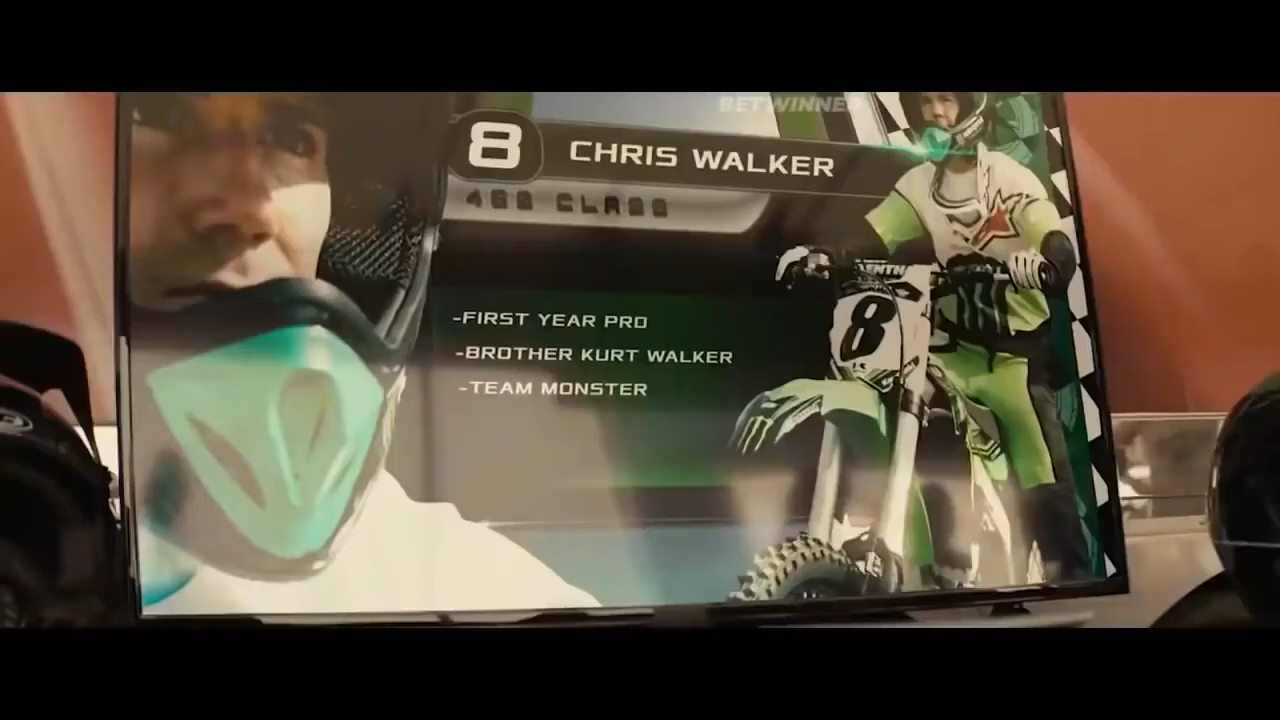 BETWINNER
8 CHRIS WALKER
450 CLASS
-FIRST YEAR PRO
-BROTHER KURT WALKER
-TEAM MONSTER
8